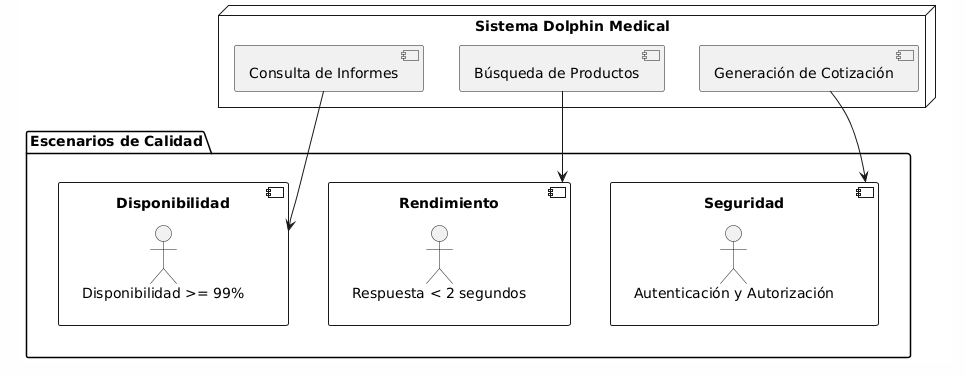 Sistema Dolphin Medical
Consulta de Informes
Búsqueda de Productos
Generación de Cotización
Escenarios de Calidad
Disponibilidad
Rendimiento
Seguridad
Disponibilidad >= 99%
Respuesta < 2 segundos
Autenticación y Autorización